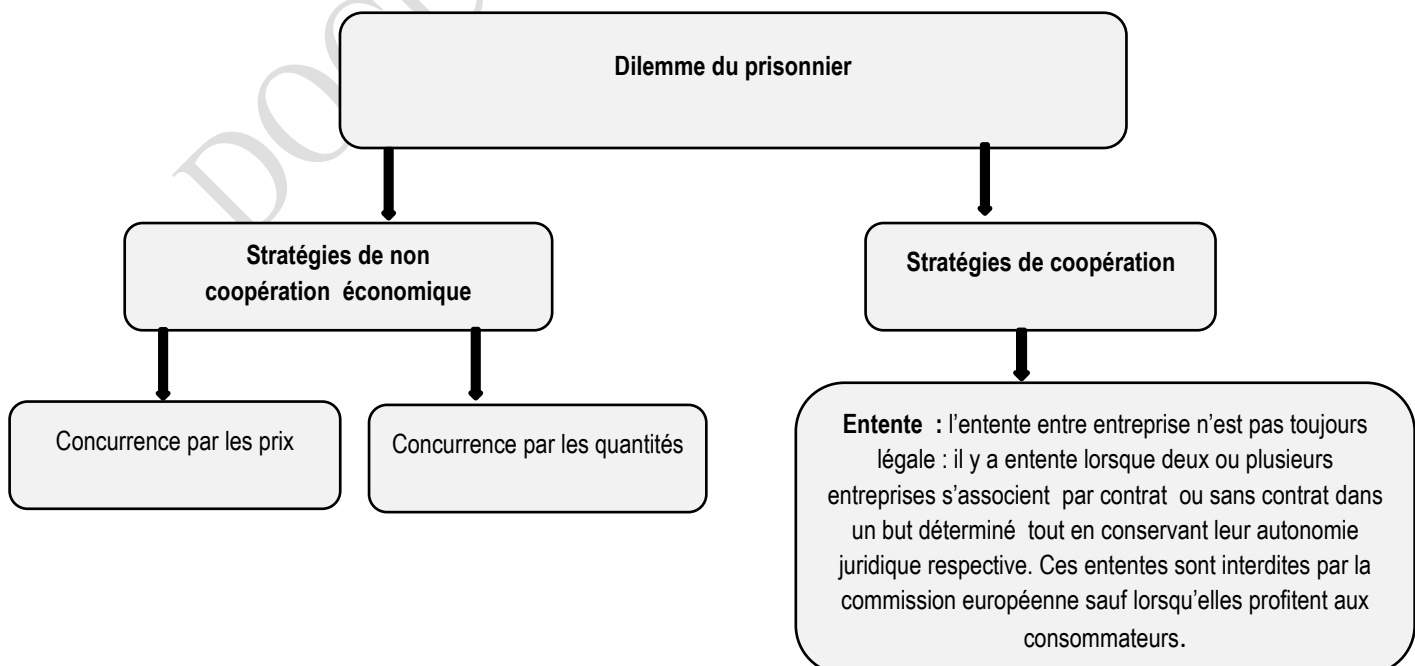 Dilemme du prisonnier
Stratégies de non
coopération économique
Stratégies de coopération
Concurrence par les prix
Concurrence par les quantités
Entente : l'entente entre entreprise n'est pas toujours
légale : il y a entente lorsque deux ou plusieurs
entreprises s'associent par contrat ou sans contrat dans
un but déterminé tout en conservant leur autonomie
juridique respective. Ces ententes sont interdites par la
commission européenne sauf lorsqu'elles profitent aux
consommateurs.